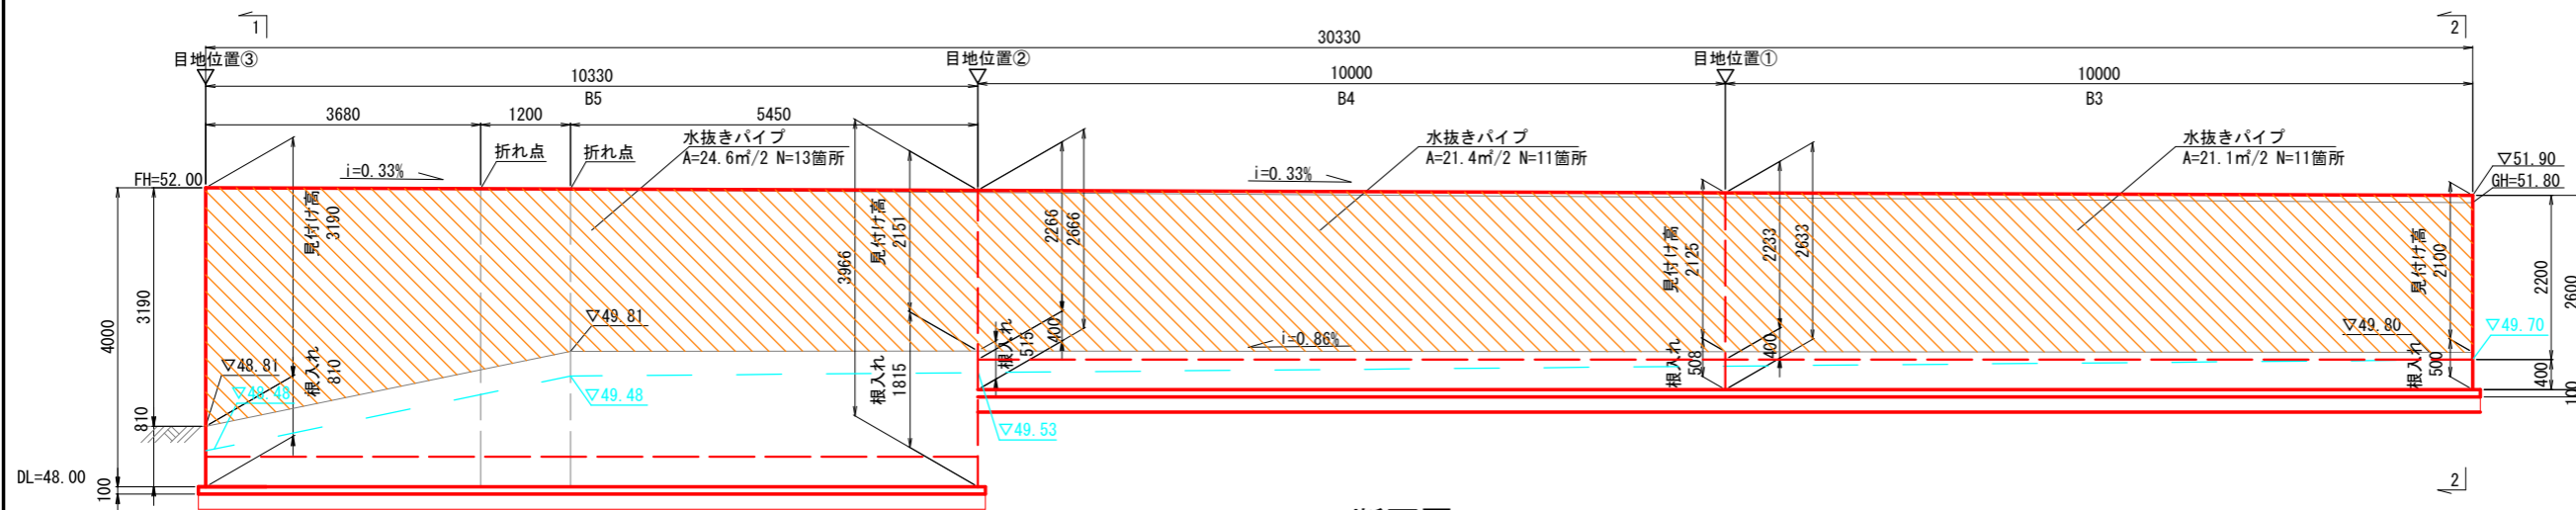 1
2
30330
目地位置③
目地位置②
目地位置①
10330
10000
10000
B5
B4
B3
3680
1200
5450
水抜きパイプ
A=24.6㎡/2 N=13箇所
水抜きパイプ
A=21.4㎡/2 N=11箇所
水抜きパイプ
A=21.1㎡/2 N=11箇所
折れ点
折れ点
FH=52.00
i=0.33%
i=0.33%
▽51.90
GH=51.80
見付け高
3190
見付け高
2151
2266
2666
3966
見付け高
2125
2233
2633
見付け高
2100
2200
2600
4000
3190
▽49.81
i=0.86%
▽49.80
▽49.70
▽48.81
▽48.48
根入れ
810
▽49.48
根入れ
1815
根入れ
515
400
根入れ
508
400
根入れ
500
400
100
810
▽49.53
DL=48.00
100
2